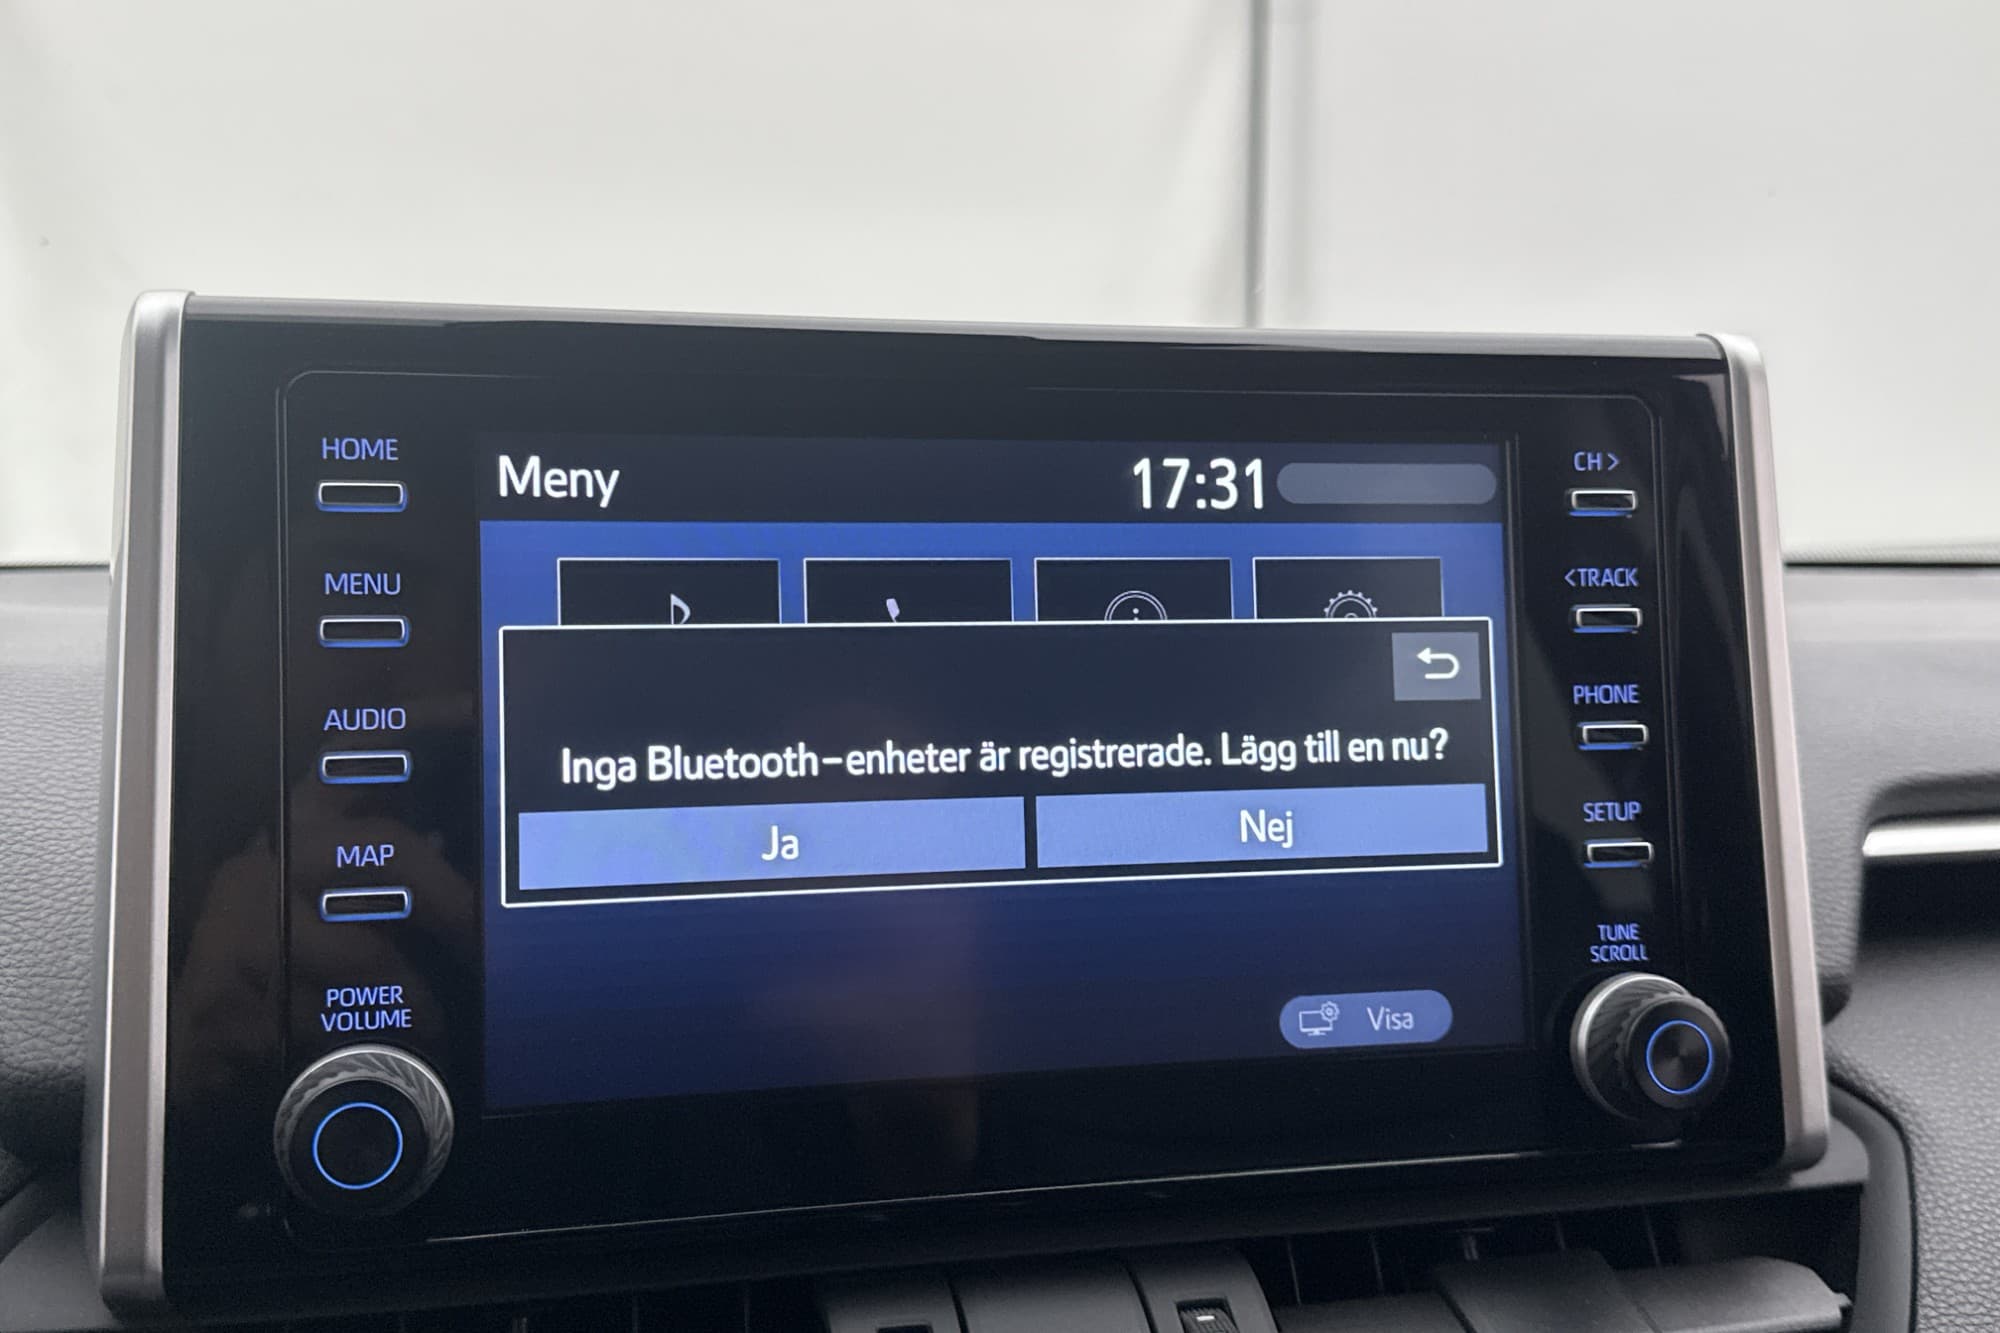 HOME
MENU
AUDIO
MAP
POWER
VOLUME
Meny
17:31
Inga Bluetooth-enheter är registrerade. Lägg till en nu?
Ja
Nej
Visa
CH>
<TRACK
PHONE
SETUP
TUNE
SCROLL